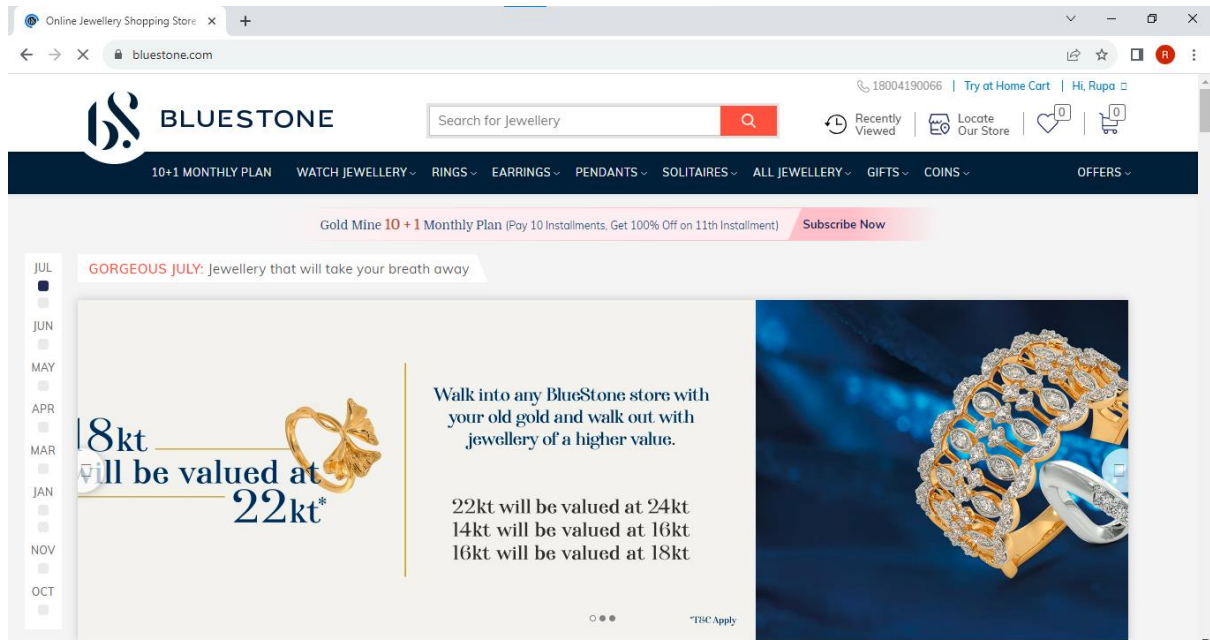 Online Jewellery Shopping Store
bluestone.com
R
18004190066 | Try at Home Cart | Hi, Rupa
BLUESTONE
Search for Jewellery
Recently Viewed
Locate Our Store
0
0
10+1 MONTHLY PLAN WATCH JEWELLERY RINGS EARRINGS PENDANTS SOLITAIRES ALL JEWELLERY GIFTS COINS OFFERS
Gold Mine 10 + 1 Monthly Plan (Pay 10 Installments, Get 100% Off on 11th Installment) Subscribe Now
GORGEOUS JULY: Jewellery that will take your breath away
JUL
JUN
MAY
APR
MAR
JAN
NOV
OCT
18kt
will be valued at
22kt*
Walk into any BlueStone store with
your old gold and walk out with
jewellery of a higher value.
22kt will be valued at 24kt
14kt will be valued at 16kt
16kt will be valued at 18kt
*T&C Apply